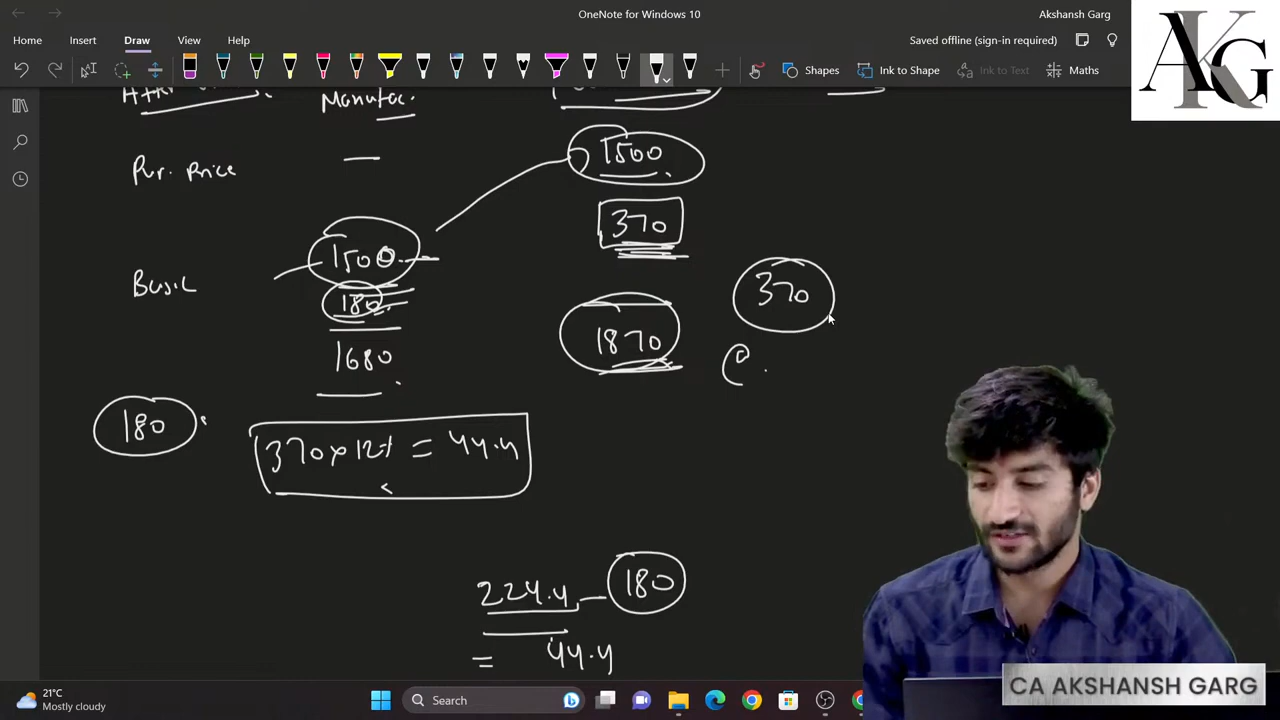 OneNote for Windows 10
Akshansh Garg
Home Insert Draw View Help
Saved offline (sign-in required)
Shapes Ink to Shape Ink to Text Maths
AKG
Manufac.
Pur. Price — 1500
370
Basic 1500
180
1680
1870
370
180
370 x 12% = 44.4
224.4 - 180
= 44.4
CA AKSHANSH GARG
21°C
Mostly cloudy
Search